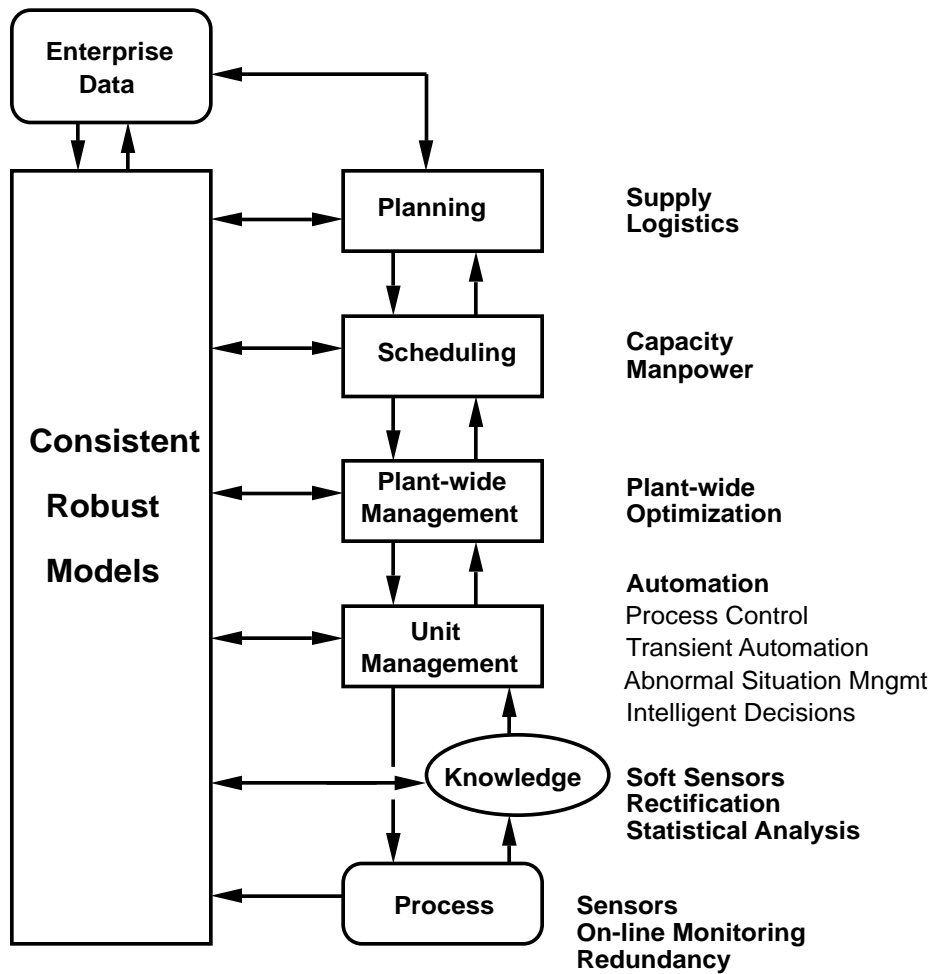 Enterprise
Data
Planning
Supply
Logistics
Scheduling
Capacity
Manpower
Consistent
Robust
Models
Plant-wide
Management
Plant-wide
Optimization
Unit
Management
Automation
Process Control
Transient Automation
Abnormal Situation Mngmt
Intelligent Decisions
Knowledge
Soft Sensors
Rectification
Statistical Analysis
Process
Sensors
On-line Monitoring
Redundancy